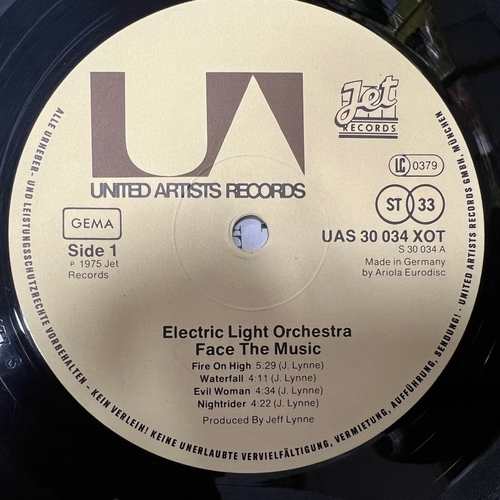 ALLE URHEBER- UND LEISTUNGSSCHUTZRECHTE VORBEHALTEN - KEIN VERLEIH! KEINE UNERLAUBTE VERVIELFÄLTIGUNG, VERMIETUNG, AUFFÜHRUNG, SENDUNG! · UNITED ARTISTS RECORDS GMBH, MÜNCHEN
UA
UNITED ARTISTS RECORDS
Jet
RECORDS
LC 0379
GEMA
ST 33
Side 1
UAS 30 034 XOT
P 1975 Jet
Records
S 30 034 A
Made in Germany
by Ariola Eurodisc
Electric Light Orchestra
Face The Music
Fire On High 5:29 (J. Lynne)
Waterfall 4:11 (J. Lynne)
Evil Woman 4:34 (J. Lynne)
Nightrider 4:22 (J. Lynne)
Produced By Jeff Lynne